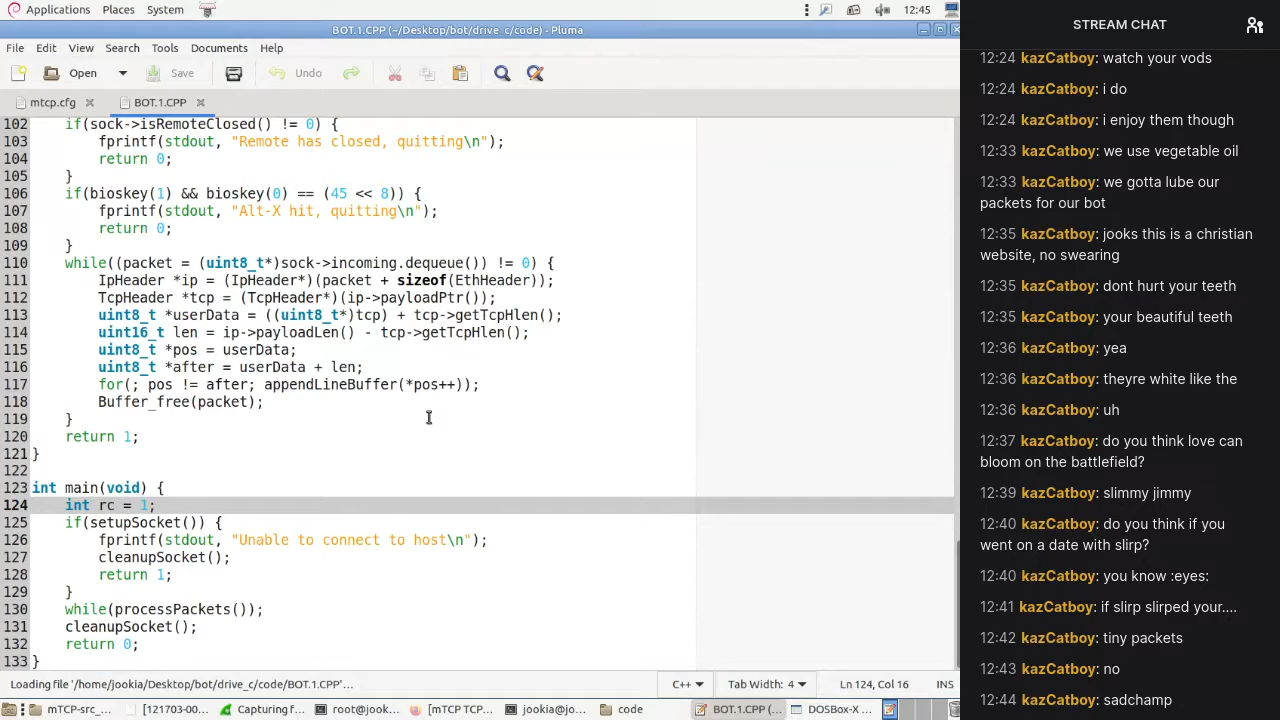 Applications Places System 12:45
BOT.1.CPP (~/Desktop/bot/drive_c/code) - Pluma
File Edit View Search Tools Documents Help
Open Save Undo
mtcp.cfg BOT.1.CPP
102     if(sock->isRemoteClosed() != 0) {
103         fprintf(stdout, "Remote has closed, quitting\n");
104         return 0;
105     }
106     if(bioskey(1) && bioskey(0) == (45 << 8)) {
107         fprintf(stdout, "Alt-X hit, quitting\n");
108         return 0;
109     }
110     while((packet = (uint8_t*)sock->incoming.dequeue()) != 0) {
111         IpHeader *ip = (IpHeader*)(packet + sizeof(EthHeader));
112         TcpHeader *tcp = (TcpHeader*)(ip->payloadPtr());
113         uint8_t *userData = ((uint8_t*)tcp) + tcp->getTcpHlen();
114         uint16_t len = ip->payloadLen() - tcp->getTcpHlen();
115         uint8_t *pos = userData;
116         uint8_t *after = userData + len;
117         for(; pos != after; appendLineBuffer(*pos++));
118         Buffer_free(packet);
119     }
120     return 1;
121 }
122
123 int main(void) {
124     int rc = 1;
125     if(setupSocket()) {
126         fprintf(stdout, "Unable to connect to host\n");
127         cleanupSocket();
128         return 1;
129     }
130     while(processPackets());
131     cleanupSocket();
132     return 0;
133 }
Loading file '/home/jookia/Desktop/bot/drive_c/code/BOT.1.CPP'... C++ Tab Width: 4 Ln 124, Col 16 INS
mTCP-src_... [121703-00... Capturing f... root@jook... [mTCP TCP... jookia@jo... code BOT.1.CPP (... DOSBox-X ...
STREAM CHAT
12:24 kazCatboy: watch your vods
12:24 kazCatboy: i do
12:24 kazCatboy: i enjoy them though
12:33 kazCatboy: we use vegetable oil
12:33 kazCatboy: we gotta lube our
packets for our bot
12:35 kazCatboy: jooks this is a christian
website, no swearing
12:35 kazCatboy: dont hurt your teeth
12:35 kazCatboy: your beautiful teeth
12:36 kazCatboy: yea
12:36 kazCatboy: theyre white like the
12:36 kazCatboy: uh
12:37 kazCatboy: do you think love can
bloom on the battlefield?
12:39 kazCatboy: slimmy jimmy
12:40 kazCatboy: do you think if you
went on a date with slirp?
12:40 kazCatboy: you know :eyes:
12:41 kazCatboy: if slirp slirped your....
12:42 kazCatboy: tiny packets
12:43 kazCatboy: no
12:44 kazCatboy: sadchamp